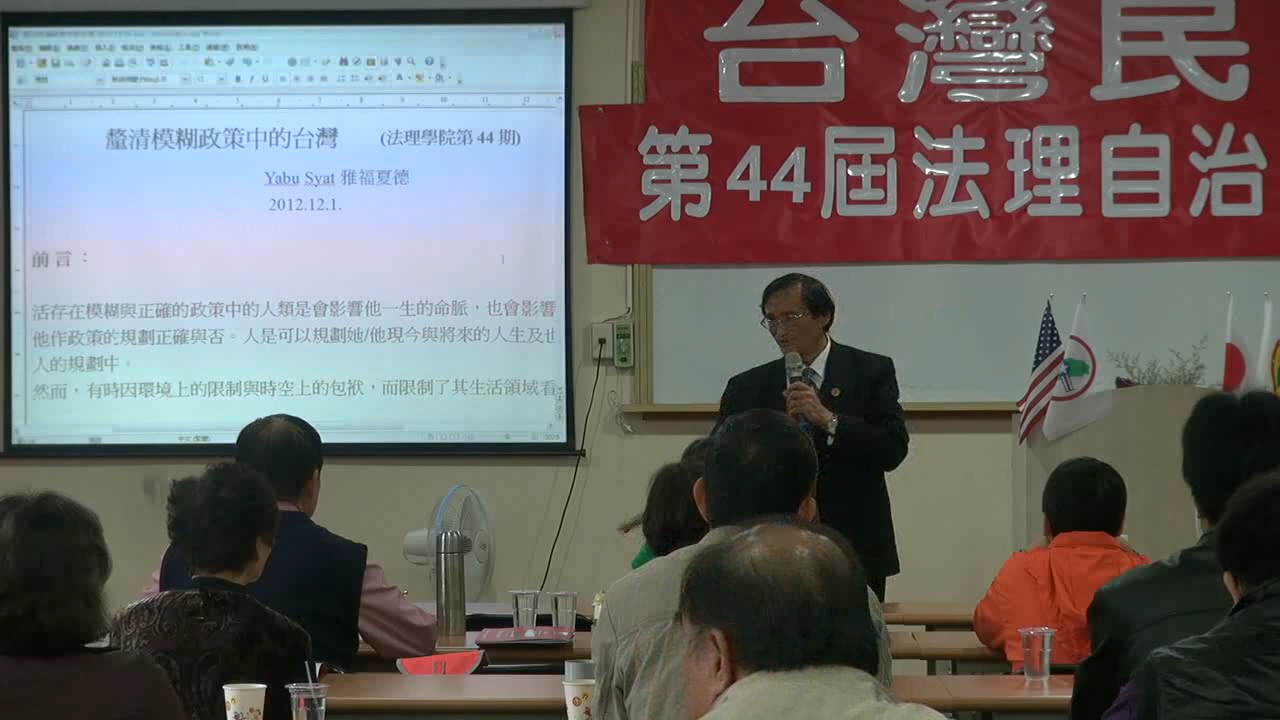 釐清模糊政策中的台灣 (法理學院第 44 期)
Yabu Syat 雅福夏德
2012.12.1.
前 言 :
活存在模糊與正確的政策中的人類是會影響他一生的命脈，也會影響
他作政策的規劃正確與否。人是可以規劃她/他現今與將來的人生及也
人的規劃中。
然而，有時因環境上的限制與時空上的包袱，而限制了其生活領域看
台灣民
第44屆法理自治